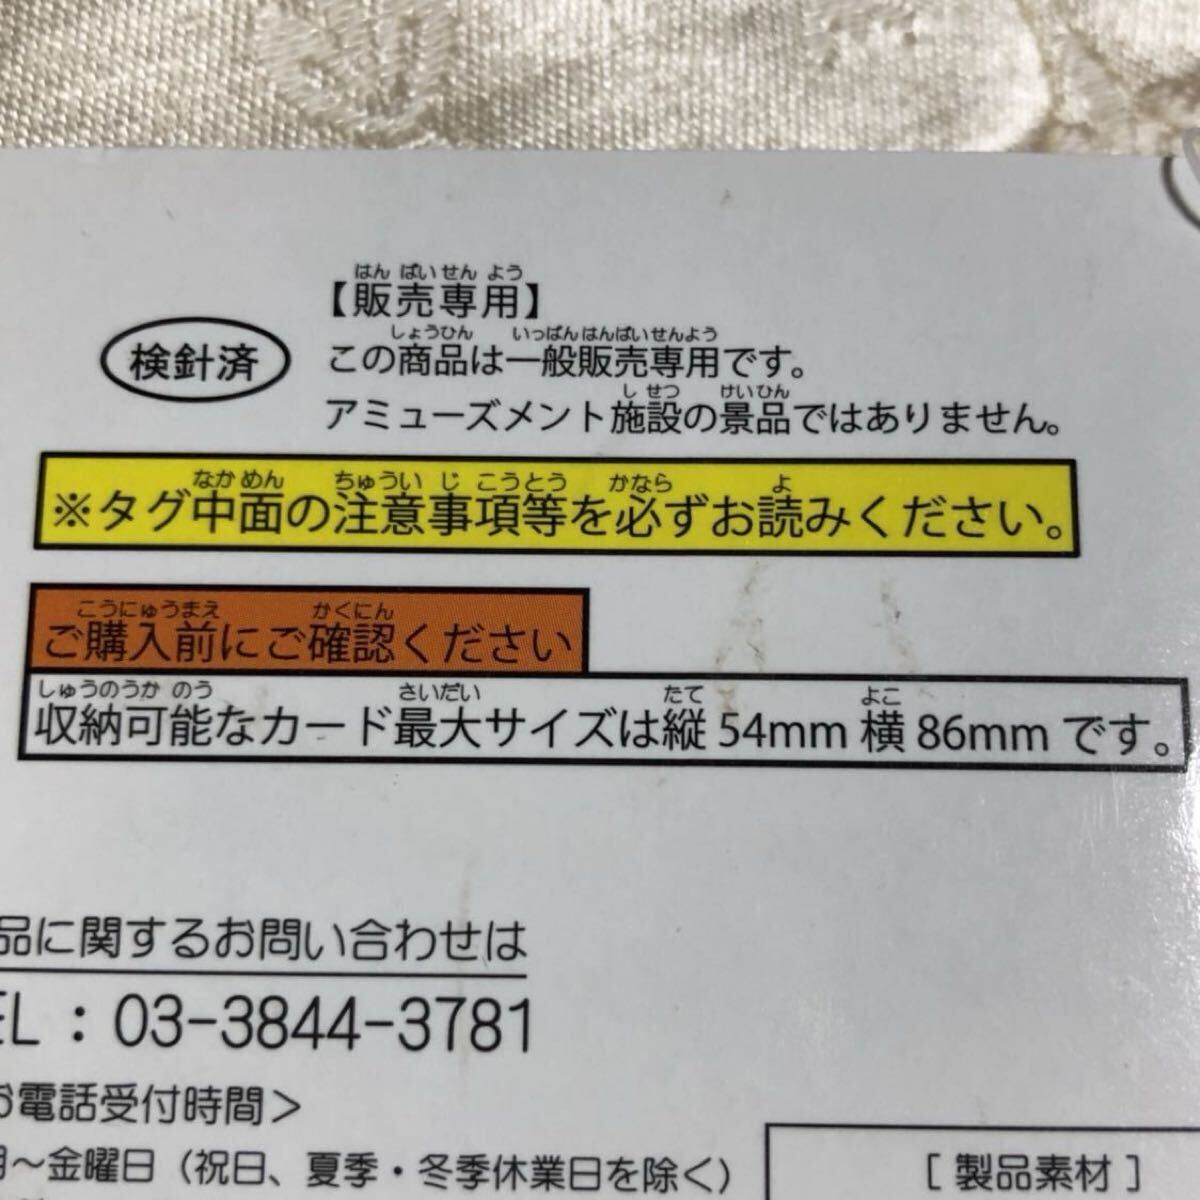 はん ばい せん よう
【販売専用】
検針済
しょうひん いっぱんはんばいせんよう
この商品は一般販売専用です。
しせつ けいひん
アミューズメント施設の景品ではありません。
なかめん ちゅうい じ こうとう かなら よ
※タグ中面の注意事項等を必ずお読みください。
こうにゅうまえ かくにん
ご購入前にご確認ください
しゅうのうか のう さいだい たて よこ
収納可能なカード最大サイズは縦 54mm 横 86mm です。
品に関するお問い合わせは
EL：03-3844-3781
お電話受付時間＞
月～金曜日（祝日、夏季・冬季休業日を除く）
［製品素材］